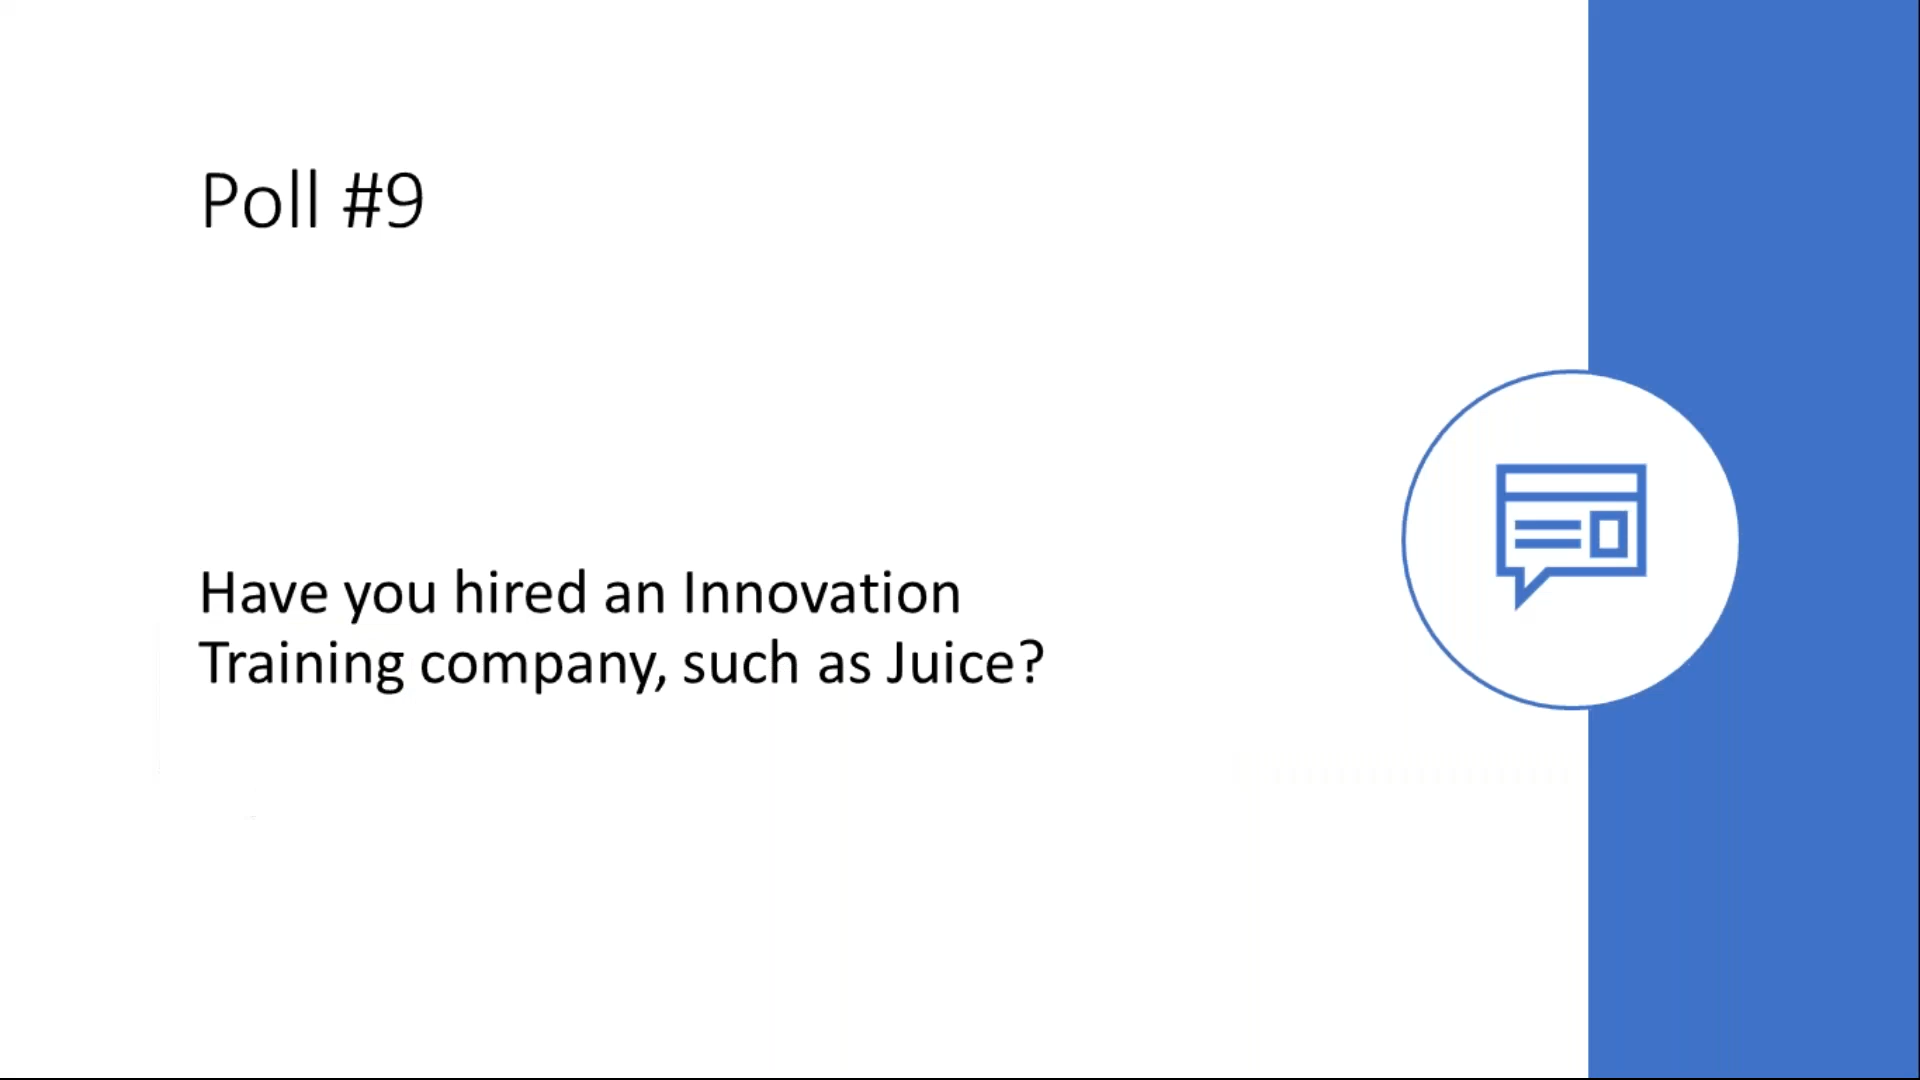 Poll #9
Have you hired an Innovation
Training company, such as Juice?